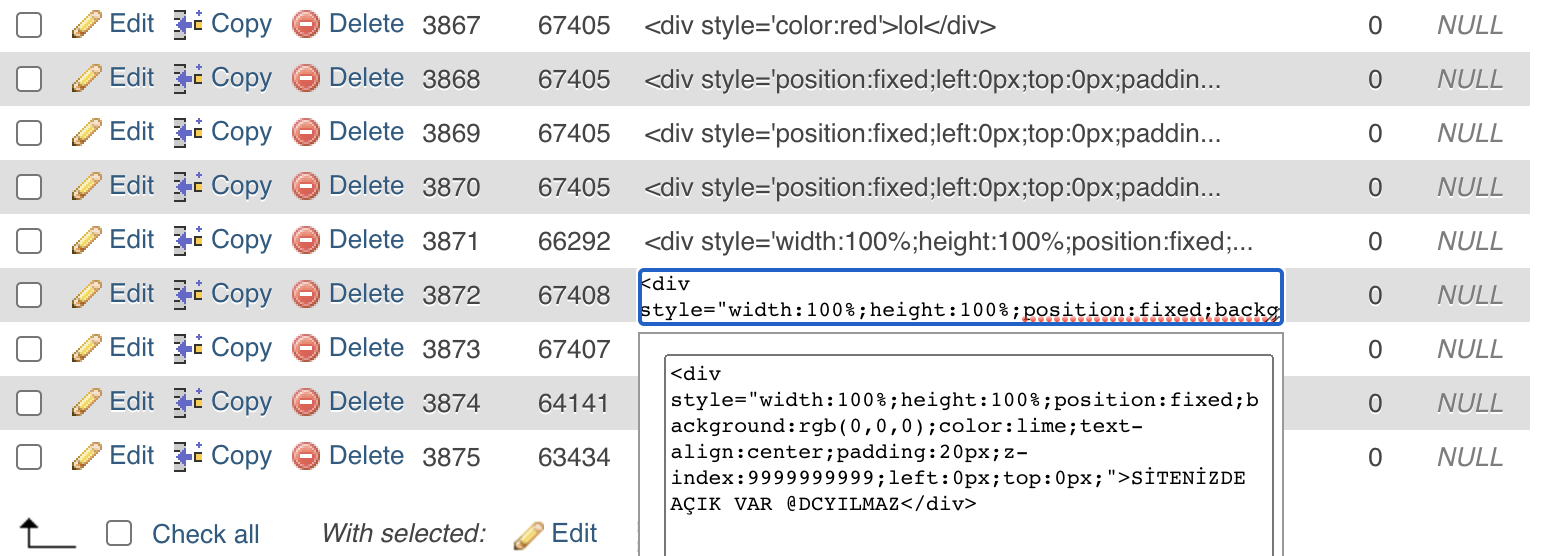 Edit Copy Delete 3867 67405 <div style='color:red'>lol</div> 0 NULL
Edit Copy Delete 3868 67405 <div style='position:fixed;left:0px;top:0px;paddin... 0 NULL
Edit Copy Delete 3869 67405 <div style='position:fixed;left:0px;top:0px;paddin... 0 NULL
Edit Copy Delete 3870 67405 <div style='position:fixed;left:0px;top:0px;paddin... 0 NULL
Edit Copy Delete 3871 66292 <div style='width:100%;height:100%;position:fixed;... 0 NULL
Edit Copy Delete 3872 67408 0 NULL
<div
style="width:100%;height:100%;position:fixed;backg
Edit Copy Delete 3873 67407 0 NULL
Edit Copy Delete 3874 64141 0 NULL
Edit Copy Delete 3875 63434 0 NULL
<div
style="width:100%;height:100%;position:fixed;b
ackground:rgb(0,0,0);color:lime;text-
align:center;padding:20px;z-
index:9999999999;left:0px;top:0px;">SİTENİZDE
AÇIK VAR @DCYILMAZ</div>
Check all With selected: Edit